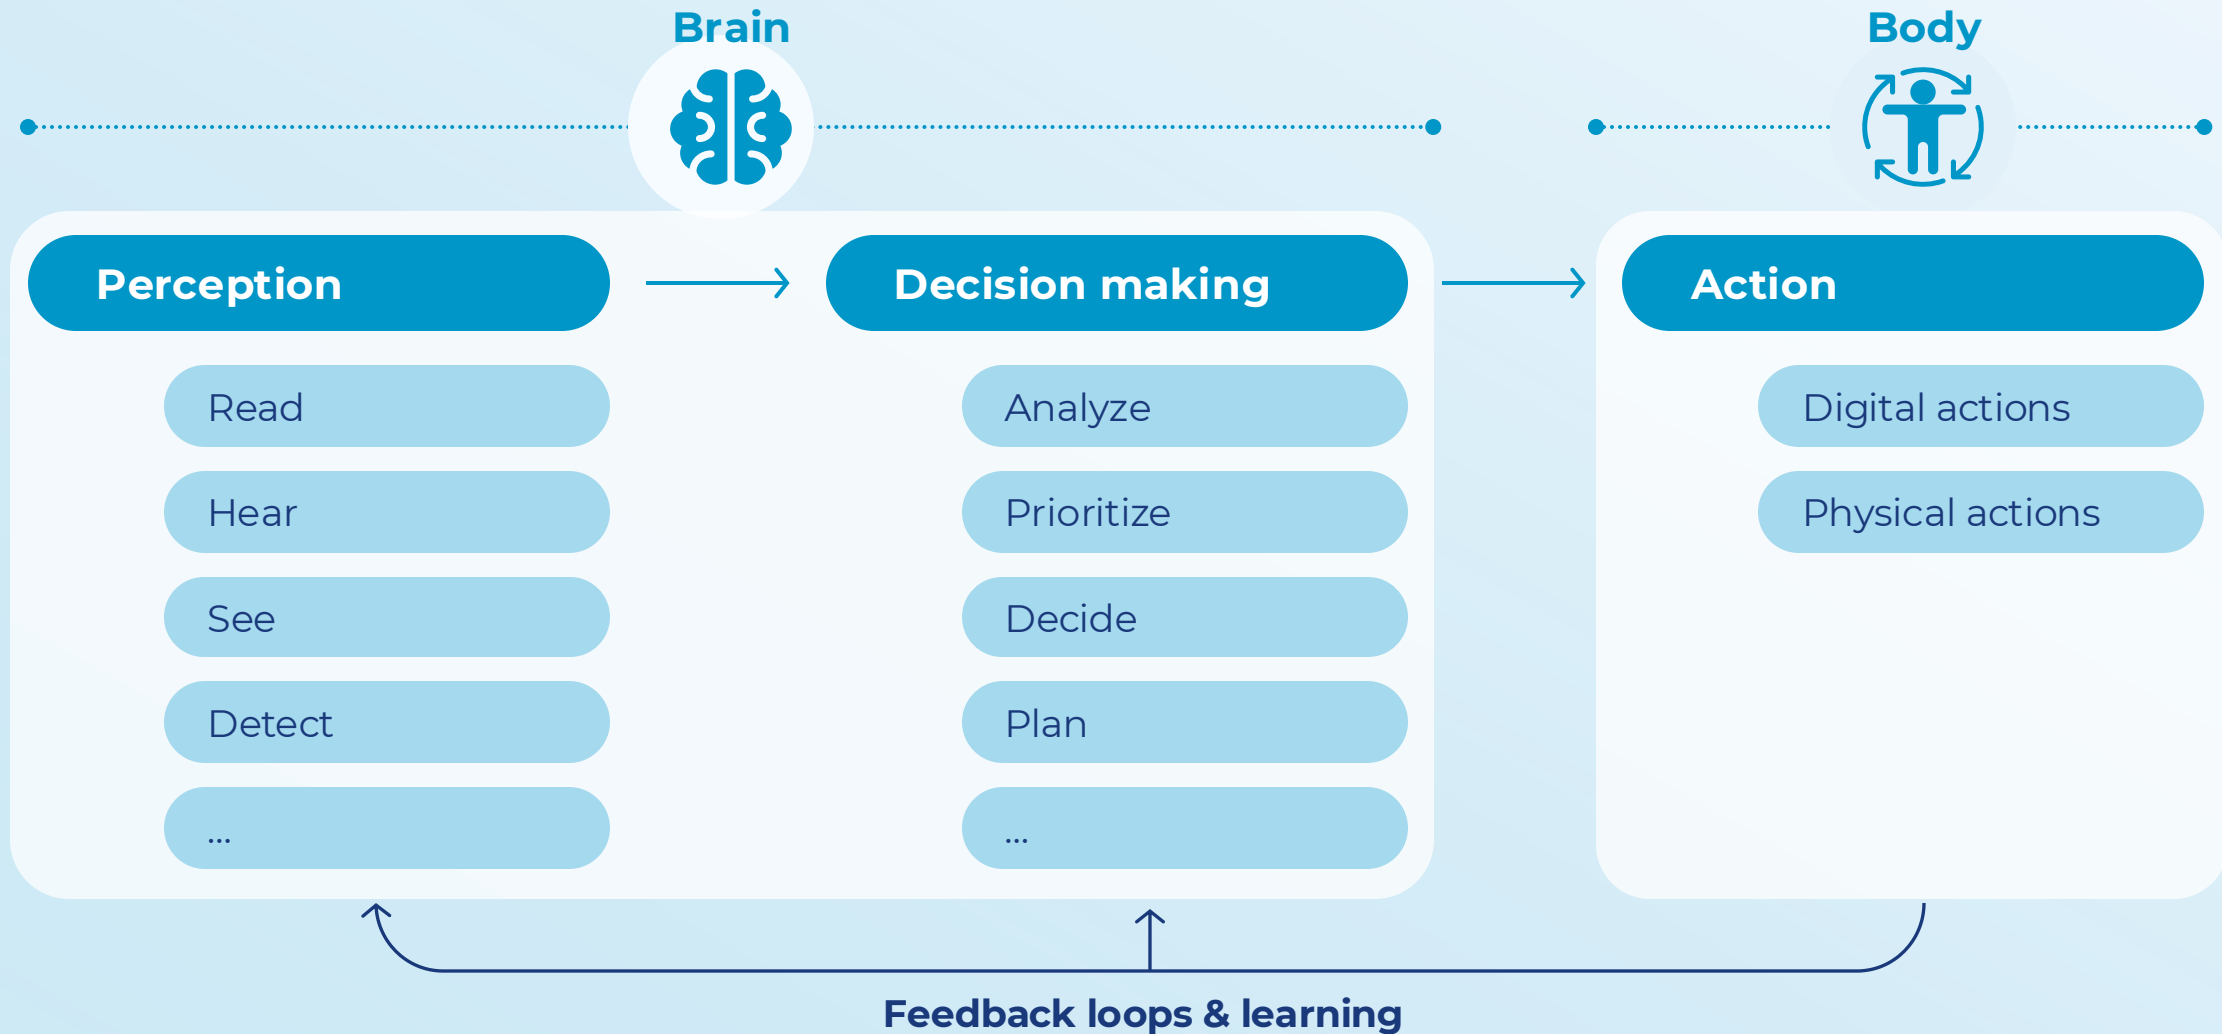 Brain
Body
Perception
Decision making
Action
Read
Hear
See
Detect
...
Analyze
Prioritize
Decide
Plan
...
Digital actions
Physical actions
Feedback loops & learning